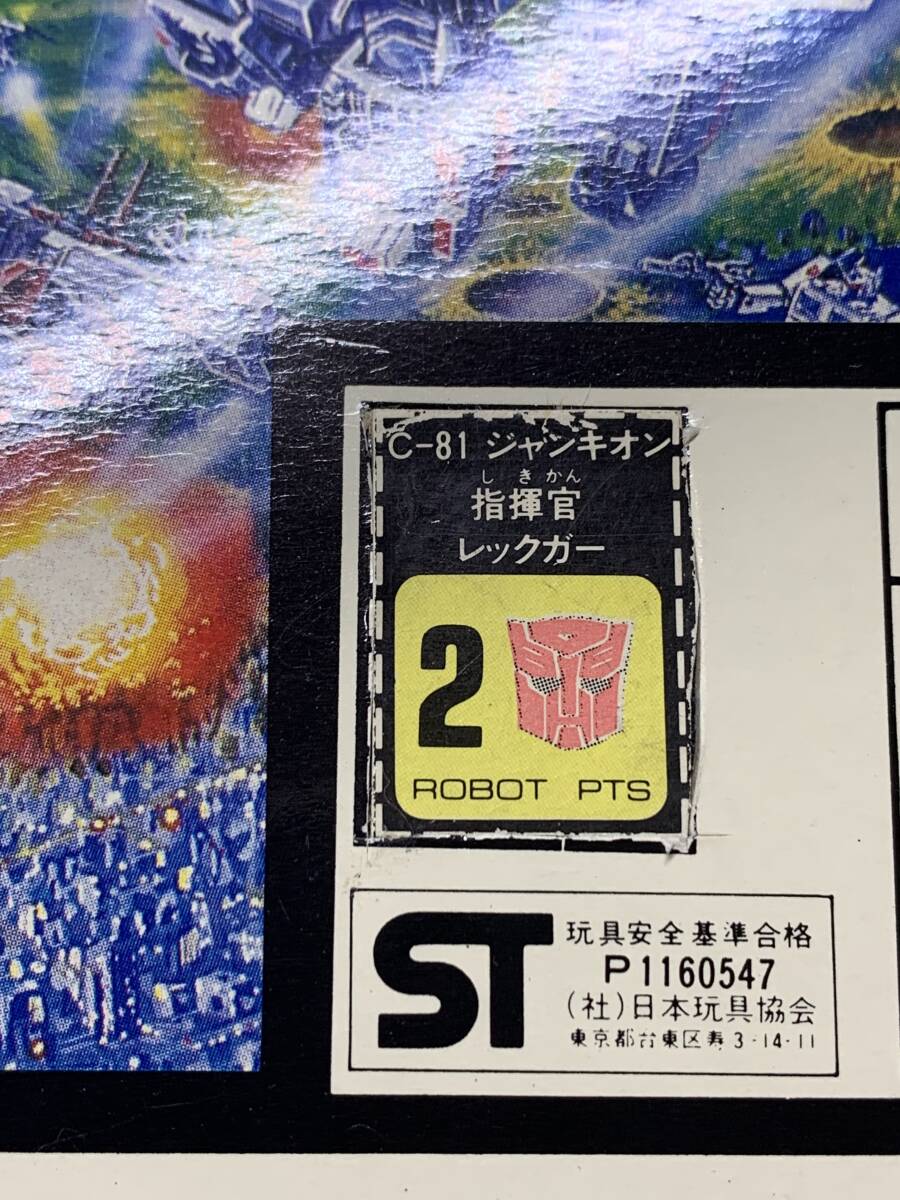 C-81 ジャンキオン
しきかん
指揮官
レックガー
2
ROBOT PTS
ST 玩具安全基準合格
P1160547
(社)日本玩具協会
東京都台東区寿3-14-11